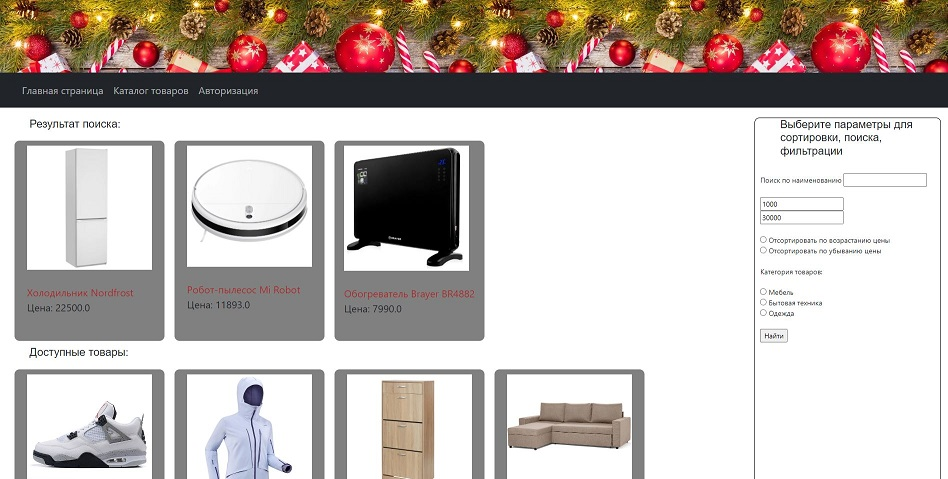 Главная страница Каталог товаров Авторизация
Результат поиска:
Холодильник Nordfrost
Цена: 22500.0
Робот-пылесос Mi Robot
Цена: 11893.0
Обогреватель Brayer BR4882
Цена: 7990.0
Доступные товары:
Выберите параметры для
сортировки, поиска,
фильтрации
Поиск по наименованию
1000
30000
Отсортировать по возрастанию цены
Отсортировать по убыванию цены
Категория товаров:
Мебель
Бытовая техника
Одежда
Найти